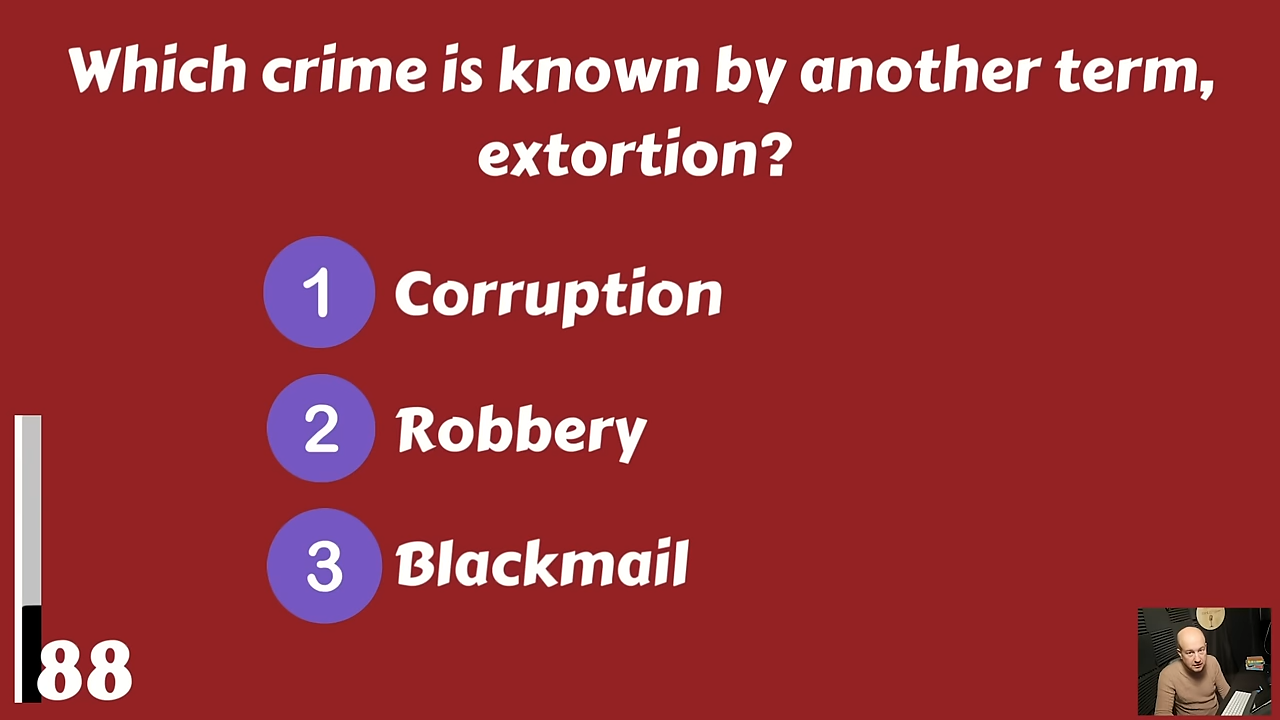 Which crime is known by another term,
extortion?
1 Corruption
2 Robbery
3 Blackmail
88